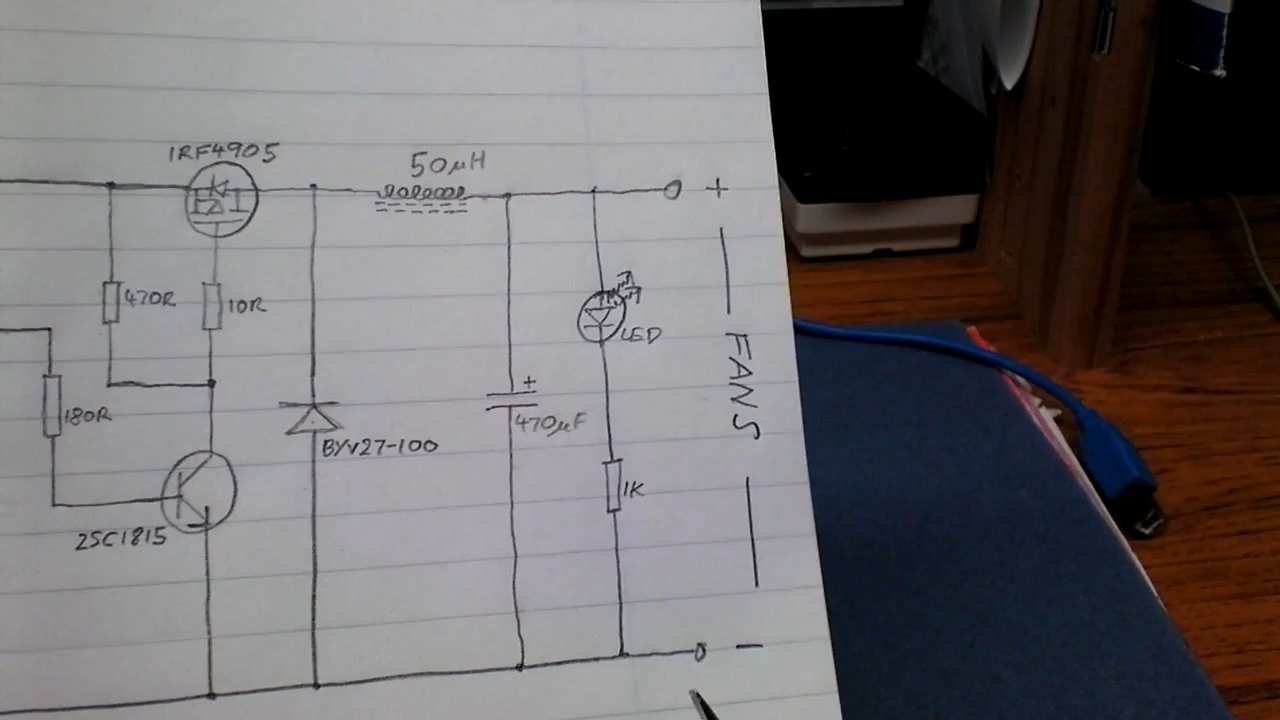 IRF4905
50μH
+
470R
10R
LED
FANS
+
180R
470μF
BYV27-100
1K
2SC1815
-